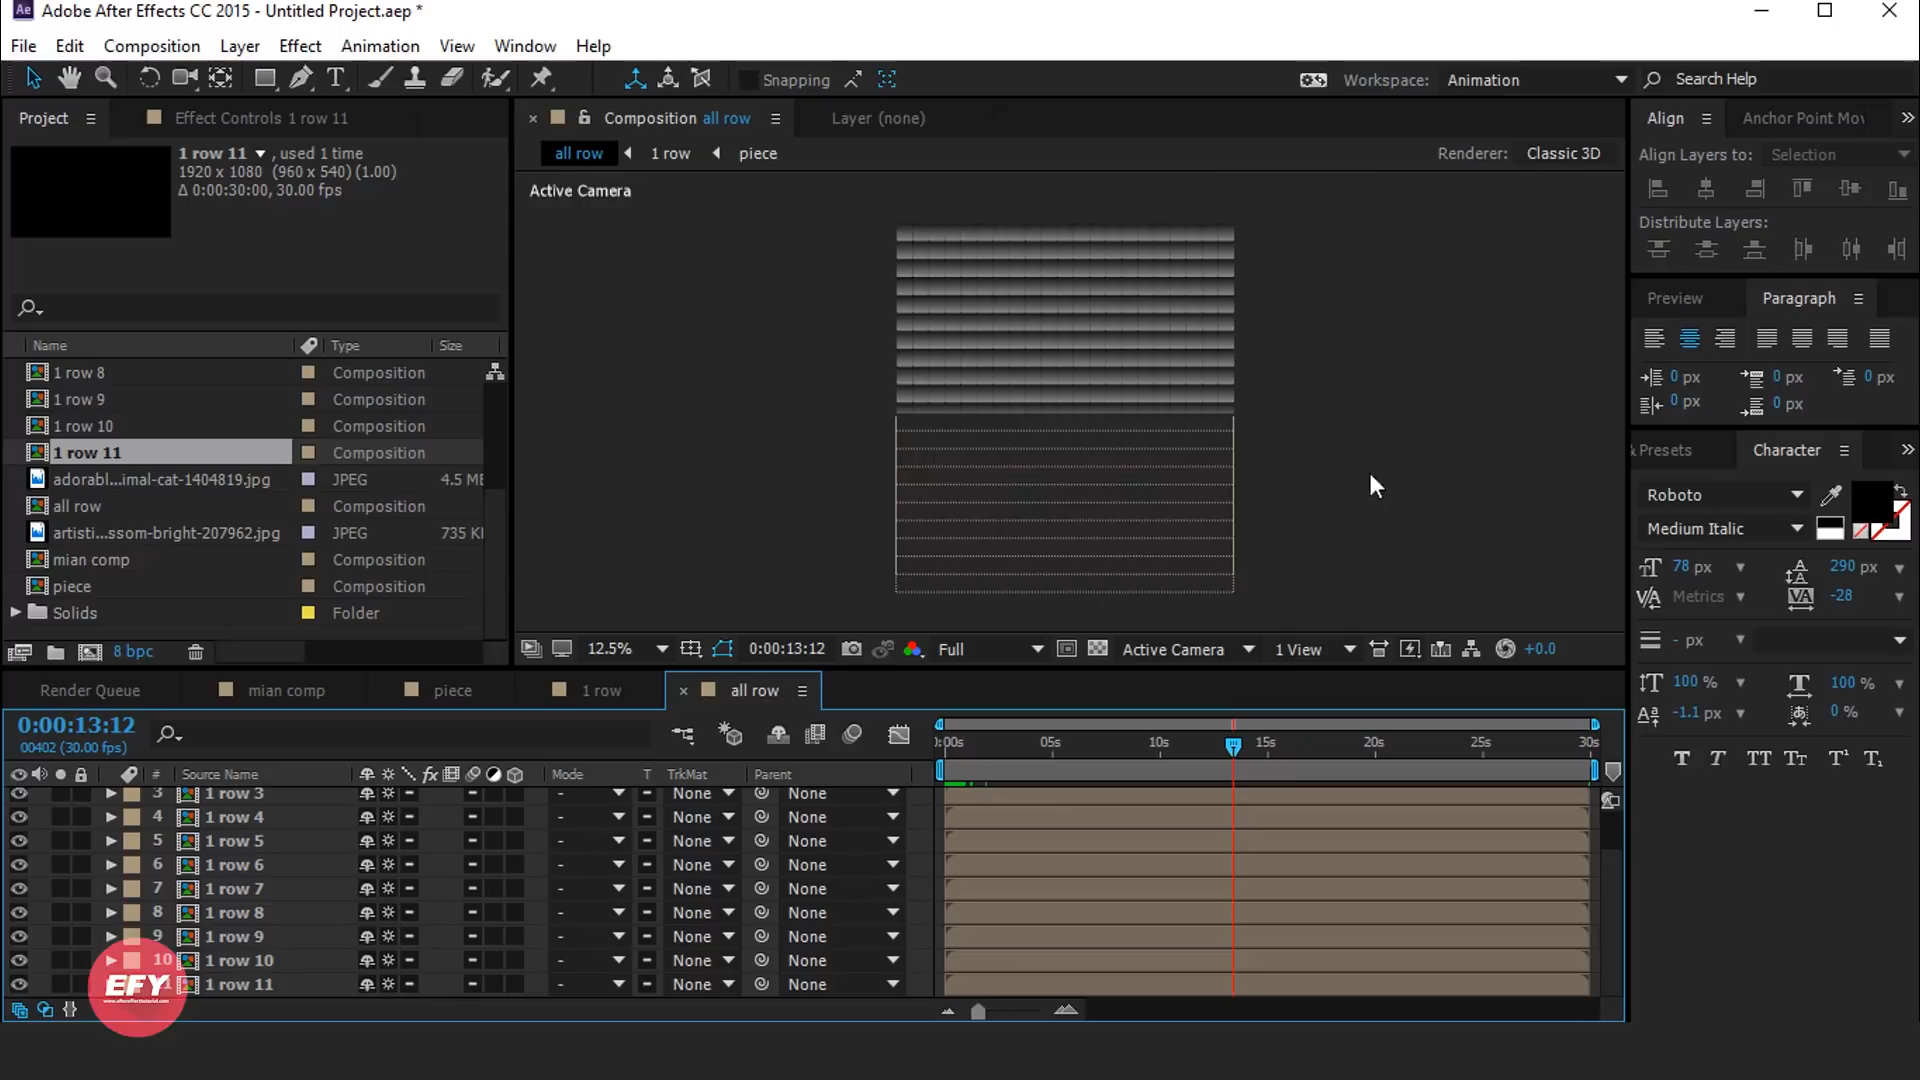 Adobe After Effects CC 2015 - Untitled Project.aep *
File Edit Composition Layer Effect Animation View Window Help
Snapping
Workspace: Animation
Search Help
Project
Effect Controls 1 row 11
1 row 11 , used 1 time
1920 x 1080 (960 x 540) (1.00)
Δ 0:00:30:00, 30.00 fps
Name Type Size
1 row 8 Composition
1 row 9 Composition
1 row 10 Composition
1 row 11 Composition
adorabl...imal-cat-1404819.jpg JPEG 4.5 ME
all row Composition
artisti...ssom-bright-207962.jpg JPEG 735 KI
mian comp Composition
piece Composition
Solids Folder
8 bpc
Composition all row
Layer (none)
all row 1 row piece
Renderer: Classic 3D
Active Camera
12.5% 0:00:13:12 Full Active Camera 1 View +0.0
Align Anchor Point Mov
Align Layers to: Selection
Distribute Layers:
Preview Paragraph
0 px 0 px 0 px
0 px 0 px
& Presets Character
Roboto
Medium Italic
78 px 290 px
Metrics -28
- px
100 % 100 %
-1.1 px 0 %
T T TT Tt T¹ T₁
Render Queue mian comp piece 1 row all row
0:00:13:12
00402 (30.00 fps)
# Source Name Mode T TrkMat Parent
0:00s 05s 10s 15s 20s 25s 30s
3 1 row 3 - None None
4 1 row 4 - None None
5 1 row 5 - None None
6 1 row 6 - None None
7 1 row 7 - None None
8 1 row 8 - None None
9 1 row 9 - None None
10 1 row 10 - None None
1 row 11 - None None
EFY
www.aftereffecttutorial.com